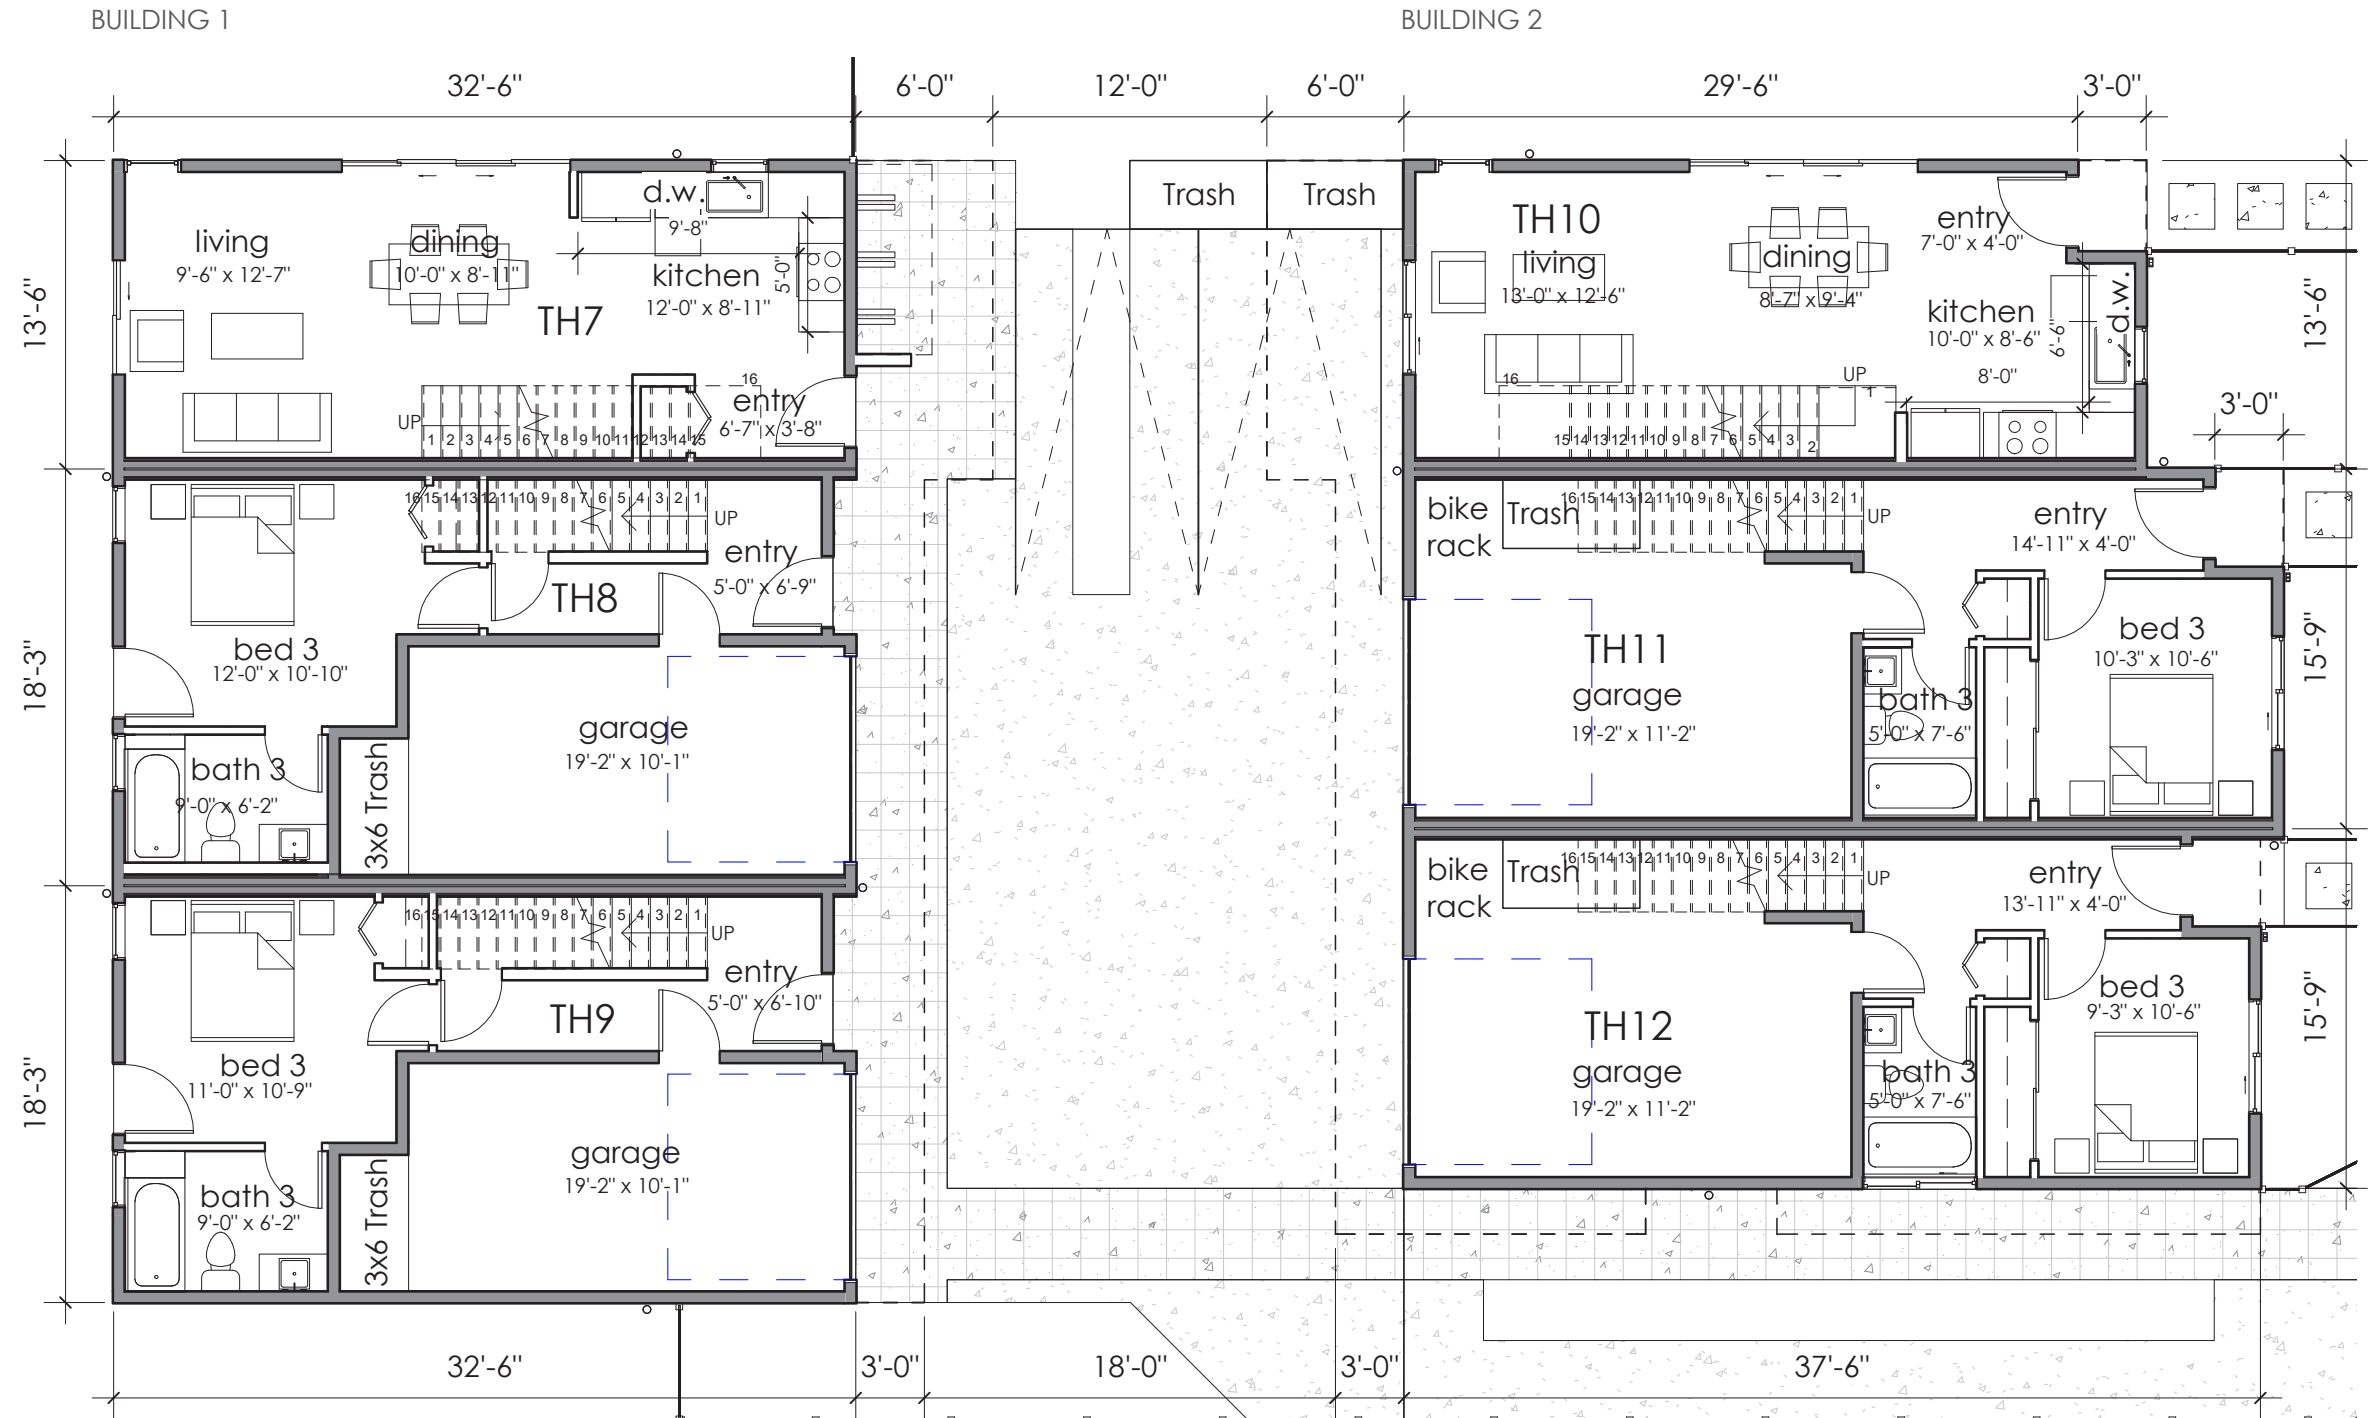 BUILDING 1
BUILDING 2
32'-6"
6'-0"
12'-0"
6'-0"
29'-6"
3'-0"
13'-6"
18'-3"
18'-3"
living
9'-6" x 12'-7"
dining
10'-0" x 8'-11"
TH7
d.w.
9'-8"
kitchen
12'-0" x 8'-11"
5'-0"
UP
1 2 3 4 5 6 7 8 9 10 11 12 13 14 15
16
entry
6'-7" x 3'-8"
16 15 14 13 12 11 10 9 8 7 6 5 4 3 2 1
UP
entry
5'-0" x 6'-9"
TH8
bed 3
12'-0" x 10'-10"
bath 3
9'-0" x 6'-2"
3x6 Trash
garage
19'-2" x 10'-1"
16 15 14 13 12 11 10 9 8 7 6 5 4 3 2 1
UP
entry
5'-0" x 6'-10"
TH9
bed 3
11'-0" x 10'-9"
bath 3
9'-0" x 6'-2"
3x6 Trash
garage
19'-2" x 10'-1"
Trash
Trash
TH10
living
13'-0" x 12'-6"
dining
8'-7" x 9'-4"
entry
7'-0" x 4'-0"
kitchen
10'-0" x 8'-6"
6'-6"
d.w.
8'-0"
UP
16
15 14 13 12 11 10 9 8 7 6 5 4 3 2
1
13'-6"
3'-0"
15'-9"
15'-9"
bike
rack
Trash
16 15 14 13 12 11 10 9 8 7 6 5 4 3 2 1
UP
entry
14'-11" x 4'-0"
TH11
garage
19'-2" x 11'-2"
bath 3
5'-0" x 7'-6"
bed 3
10'-3" x 10'-6"
bike
rack
Trash
16 15 14 13 12 11 10 9 8 7 6 5 4 3 2 1
UP
entry
13'-11" x 4'-0"
TH12
garage
19'-2" x 11'-2"
bath 3
5'-0" x 7'-6"
bed 3
9'-3" x 10'-6"
32'-6"
3'-0"
18'-0"
3'-0"
37'-6"